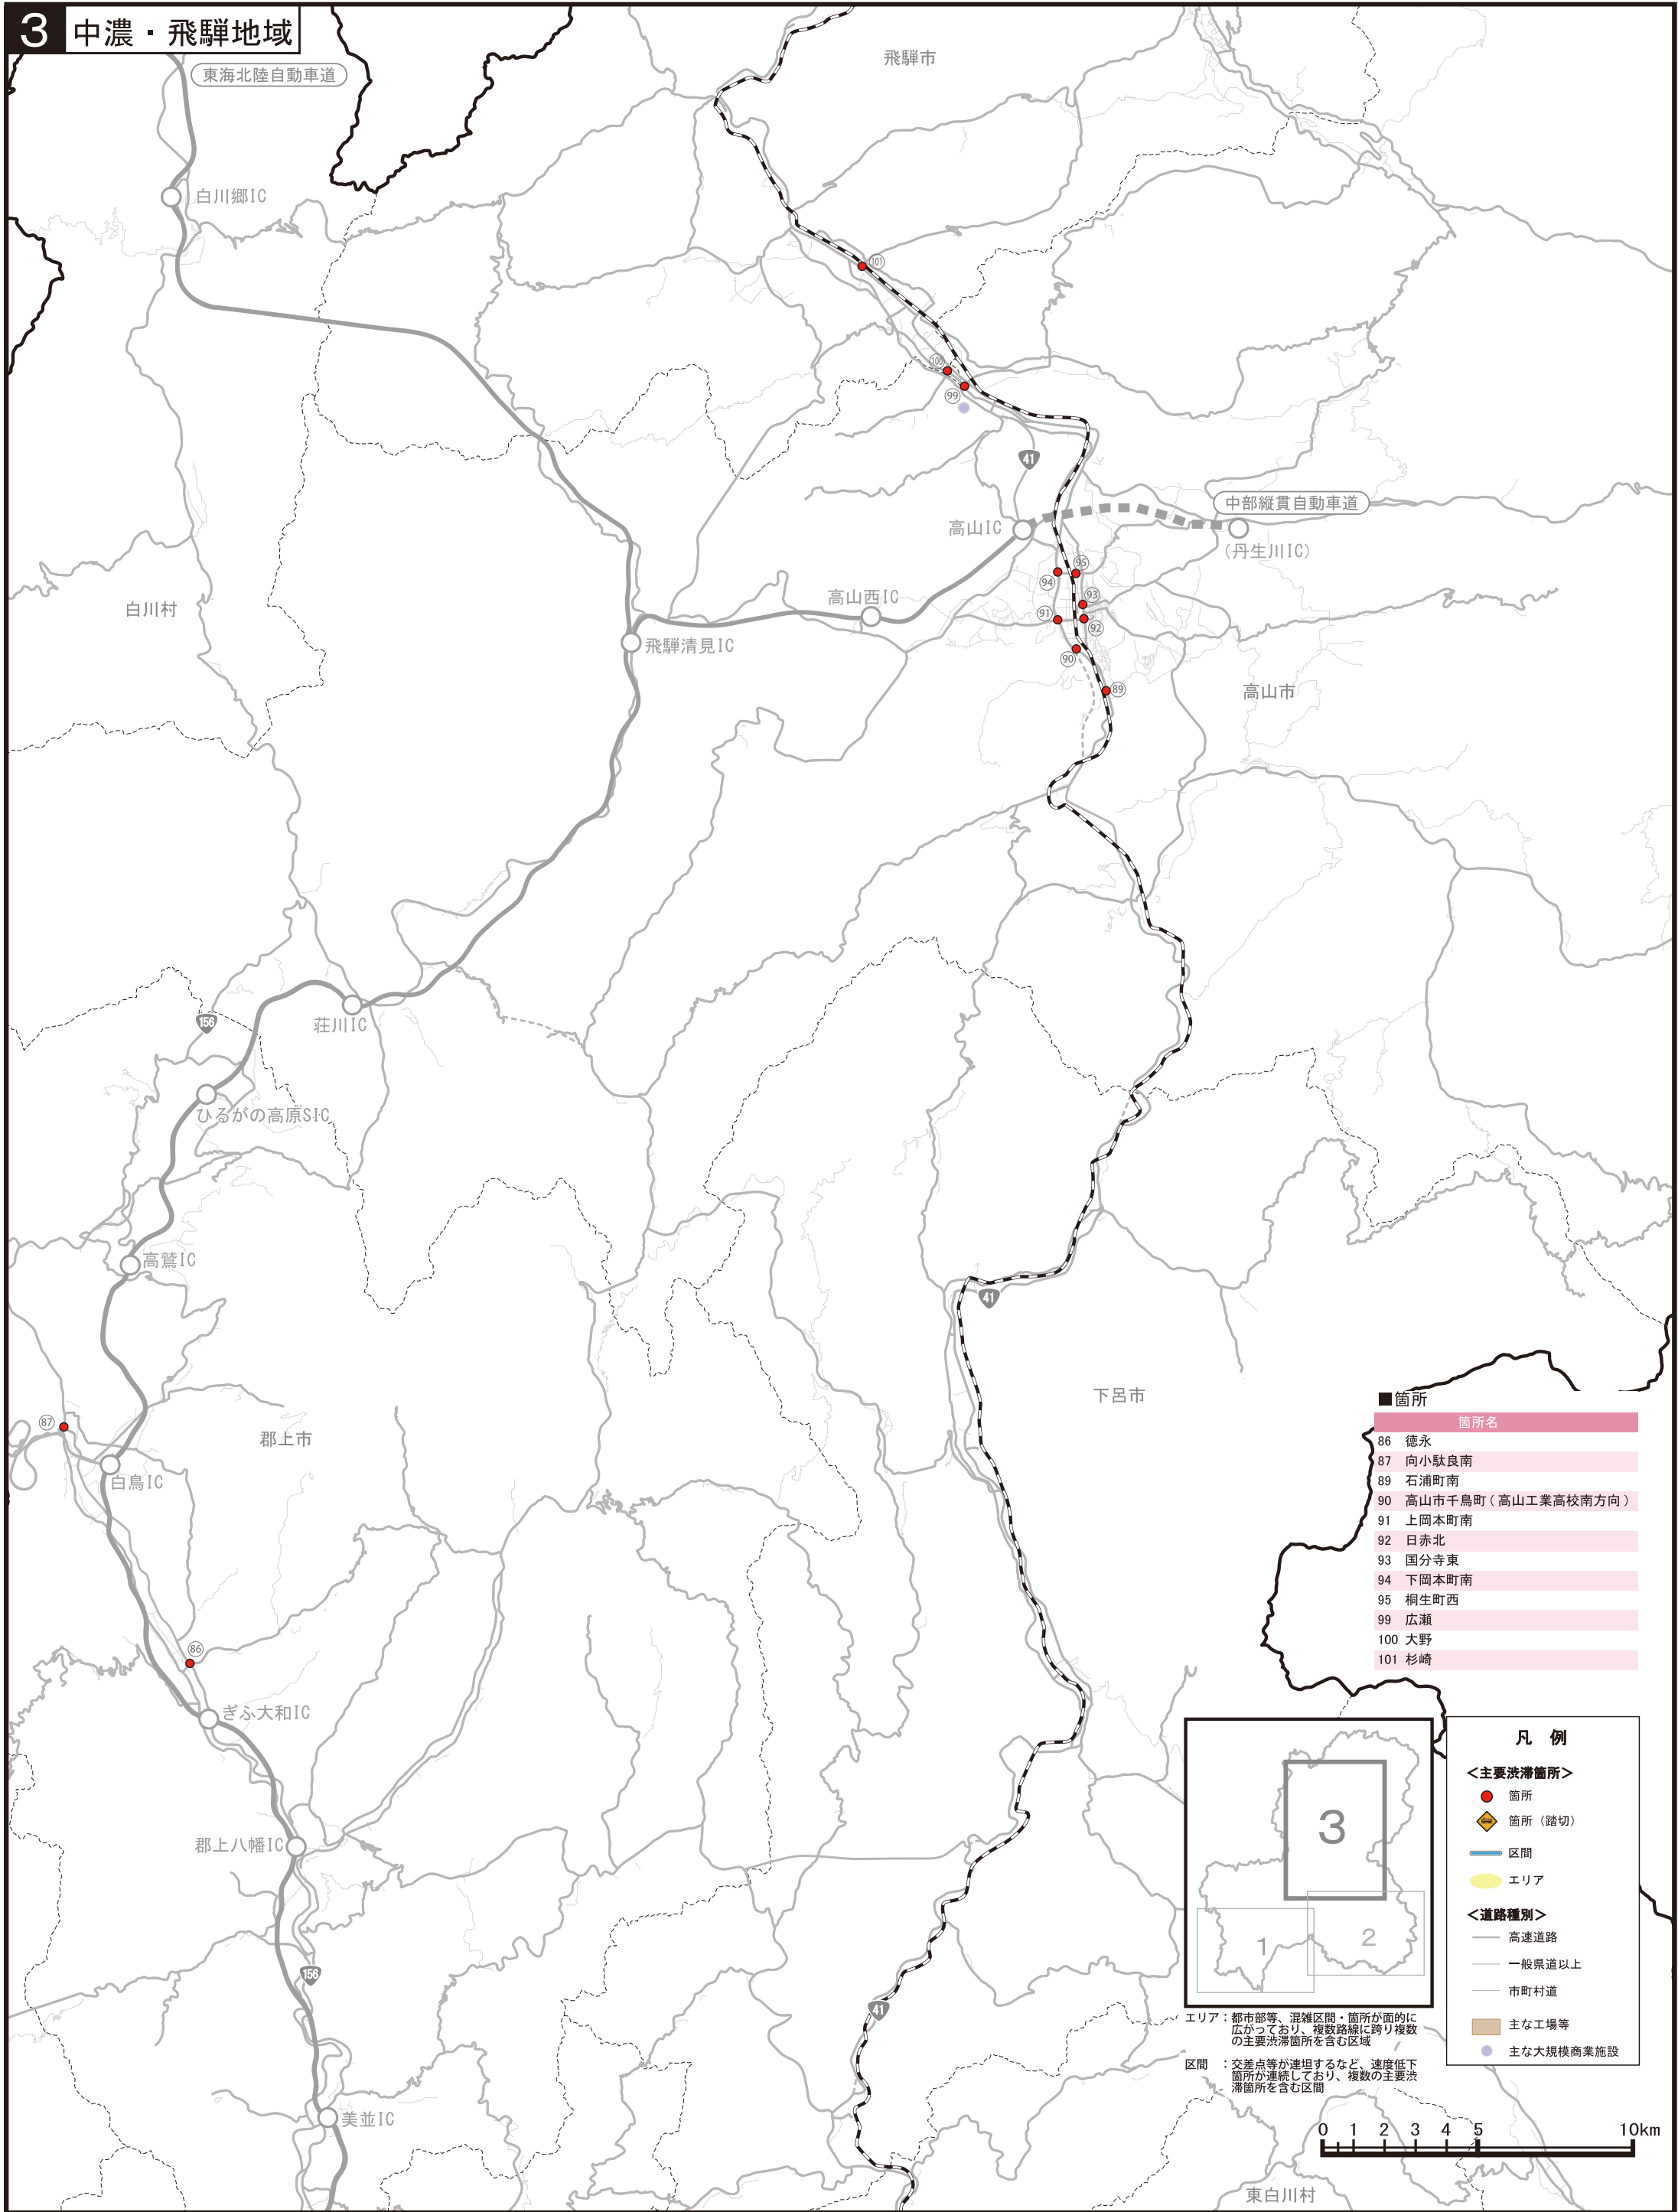 3 中濃・飛騨地域
東海北陸自動車道
飛騨市
白川郷IC
101
100
99
41
中部縦貫自動車道
高山IC
(丹生川IC)
95
94
白川村
高山西IC
93
91
92
飛騨清見IC
90
89
高山市
156
荘川IC
ひるがの高原SIC
高鷲IC
41
下呂市
87
郡上市
白鳥IC
86
ぎふ大和IC
郡上八幡IC
156
41
美並IC
東白川村
■箇所
箇所名
86 徳永
87 向小駄良南
89 石浦町南
90 高山市千鳥町(高山工業高校南方向)
91 上岡本町南
92 日赤北
93 国分寺東
94 下岡本町南
95 桐生町西
99 広瀬
100 大野
101 杉崎
3
1
2
凡 例
<主要渋滞箇所>
箇所
箇所(踏切)
区間
エリア
<道路種別>
高速道路
一般県道以上
市町村道
主な工場等
主な大規模商業施設
エリア:都市部等、混雑区間・箇所が面的に
広がっており、複数路線に跨り複数
の主要渋滞箇所を含む区域
区間 :交差点等が連坦するなど、速度低下
箇所が連続しており、複数の主要渋
滞箇所を含む区間
0 1 2 3 4 5 10km